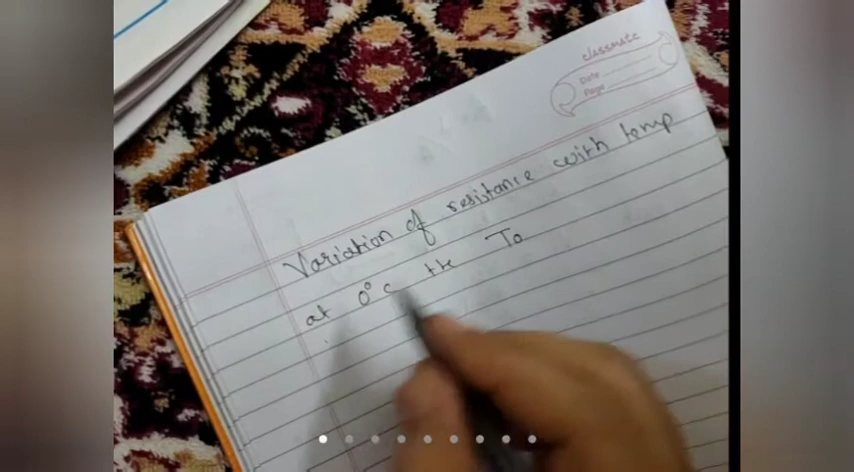 classmate
Date
Page
Variation of resistance with temp
at 0°c the To